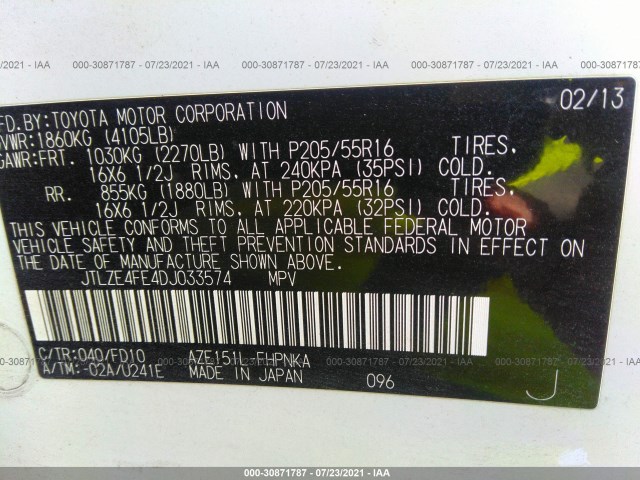 000-30871787 - 07/23/2021 - IAA
FD.BY:TOYOTA MOTOR CORPORATION 02/13
VWR:1860KG (4105LB)
GAWR:FRT. 1030KG (2270LB) WITH P205/55R16 TIRES,
16X6 1/2J RIMS, AT 240KPA (35PSI) COLD.
RR. 855KG (1880LB) WITH P205/55R16 TIRES,
16X6 1/2J RIMS, AT 220KPA (32PSI) COLD.
THIS VEHICLE CONFORMS TO ALL APPLICABLE FEDERAL MOTOR
VEHICLE SAFETY AND THEFT PREVENTION STANDARDS IN EFFECT ON
THE DATE OF MANUFACTURE SHOWN ABOVE.
JTLZE4FE4DJ033574 MPV
C/TR:040/FD10 AZE151L-FHPNKA
A/TM:-02A/U241E MADE IN JAPAN 096 J
000-30871787 - 07/23/2021 - IAA